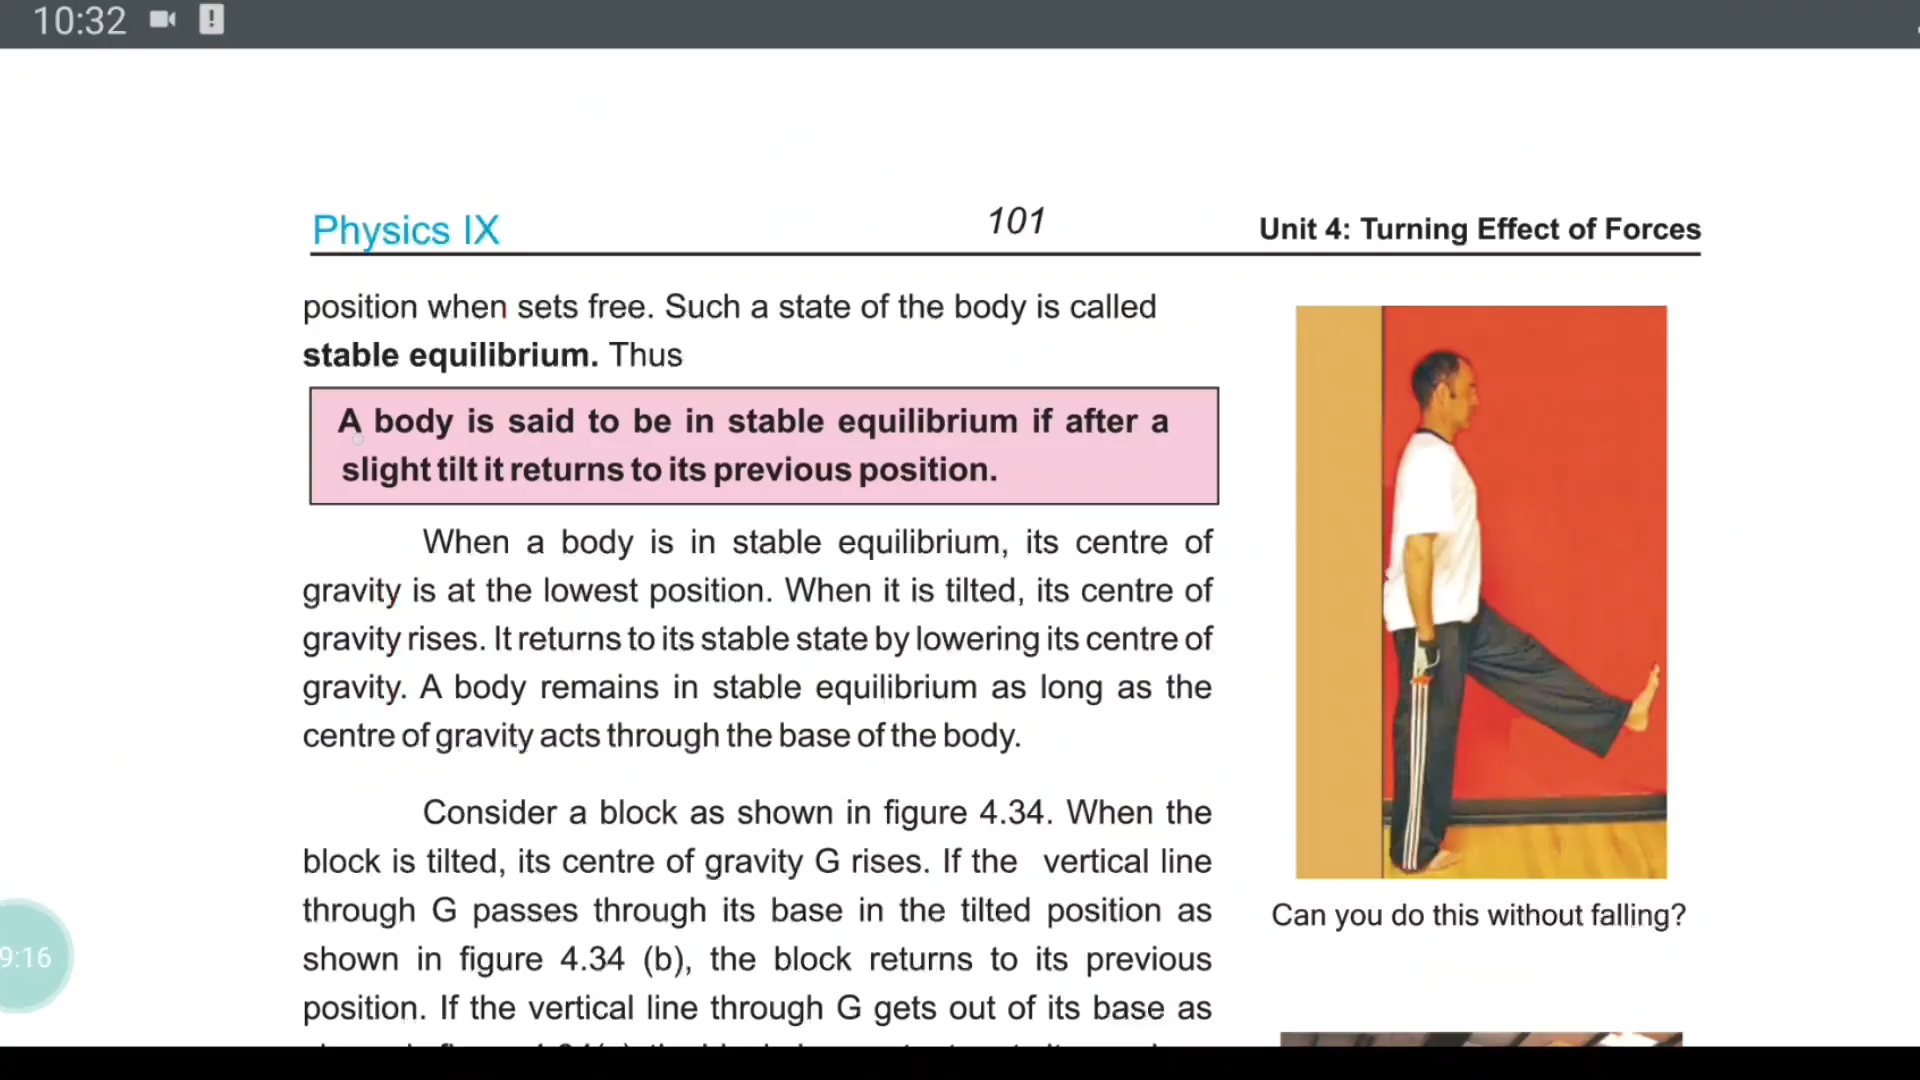 10:32
Physics IX
101
Unit 4: Turning Effect of Forces
position when sets free. Such a state of the body is called
stable equilibrium. Thus
A body is said to be in stable equilibrium if after a
slight tilt it returns to its previous position.
When a body is in stable equilibrium, its centre of
gravity is at the lowest position. When it is tilted, its centre of
gravity rises. It returns to its stable state by lowering its centre of
gravity. A body remains in stable equilibrium as long as the
centre of gravity acts through the base of the body.
Consider a block as shown in figure 4.34. When the
block is tilted, its centre of gravity G rises. If the vertical line
through G passes through its base in the tilted position as
shown in figure 4.34 (b), the block returns to its previous
position. If the vertical line through G gets out of its base as
Can you do this without falling?
9:16